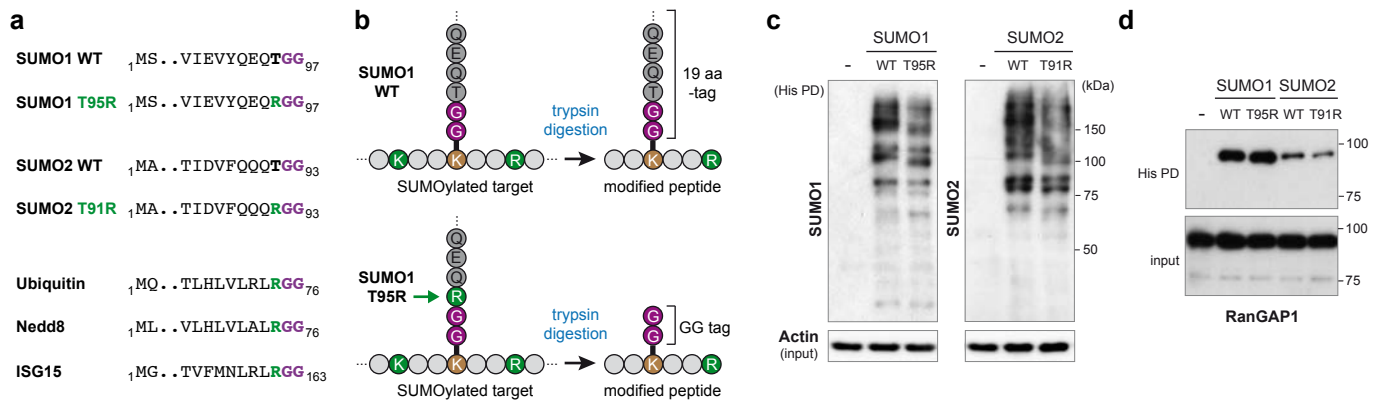 a
SUMO1 WT 1MS..VIEVYQEQTGG97
SUMO1 T95R 1MS..VIEVYQEQRGG97
SUMO2 WT 1MA..TIDVFQQQTGG93
SUMO2 T91R 1MA..TIDVFQQQRGG93
Ubiquitin 1MQ..TLHLVLRLRGG76
Nedd8 1ML..VLHLVLALRGG76
ISG15 1MG..TVFMNLRLRGG163
b
SUMO1
WT
Q
E
Q
T
G
G
K K R
SUMOylated target
trypsin
digestion
Q
E
Q
T
G
G
K R
19 aa
-tag
modified peptide
SUMO1
T95R
Q
E
Q
R
G
G
K K R
SUMOylated target
trypsin
digestion
G
G
K R
GG tag
modified peptide
c
SUMO1
- WT T95R
(His PD)
SUMO1
SUMO2
- WT T91R
(kDa)
SUMO2
150
100
75
50
Actin
(input)
d
SUMO1 SUMO2
- WT T95R WT T91R
His PD
100
75
input
100
75
RanGAP1